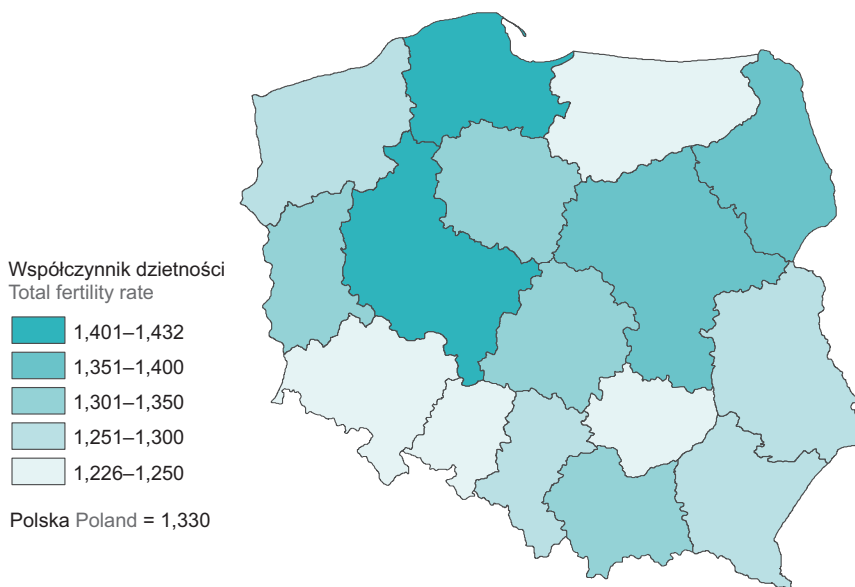 Współczynnik dzietności
Total fertility rate
1,401–1,432
1,351–1,400
1,301–1,350
1,251–1,300
1,226–1,250
Polska Poland = 1,330